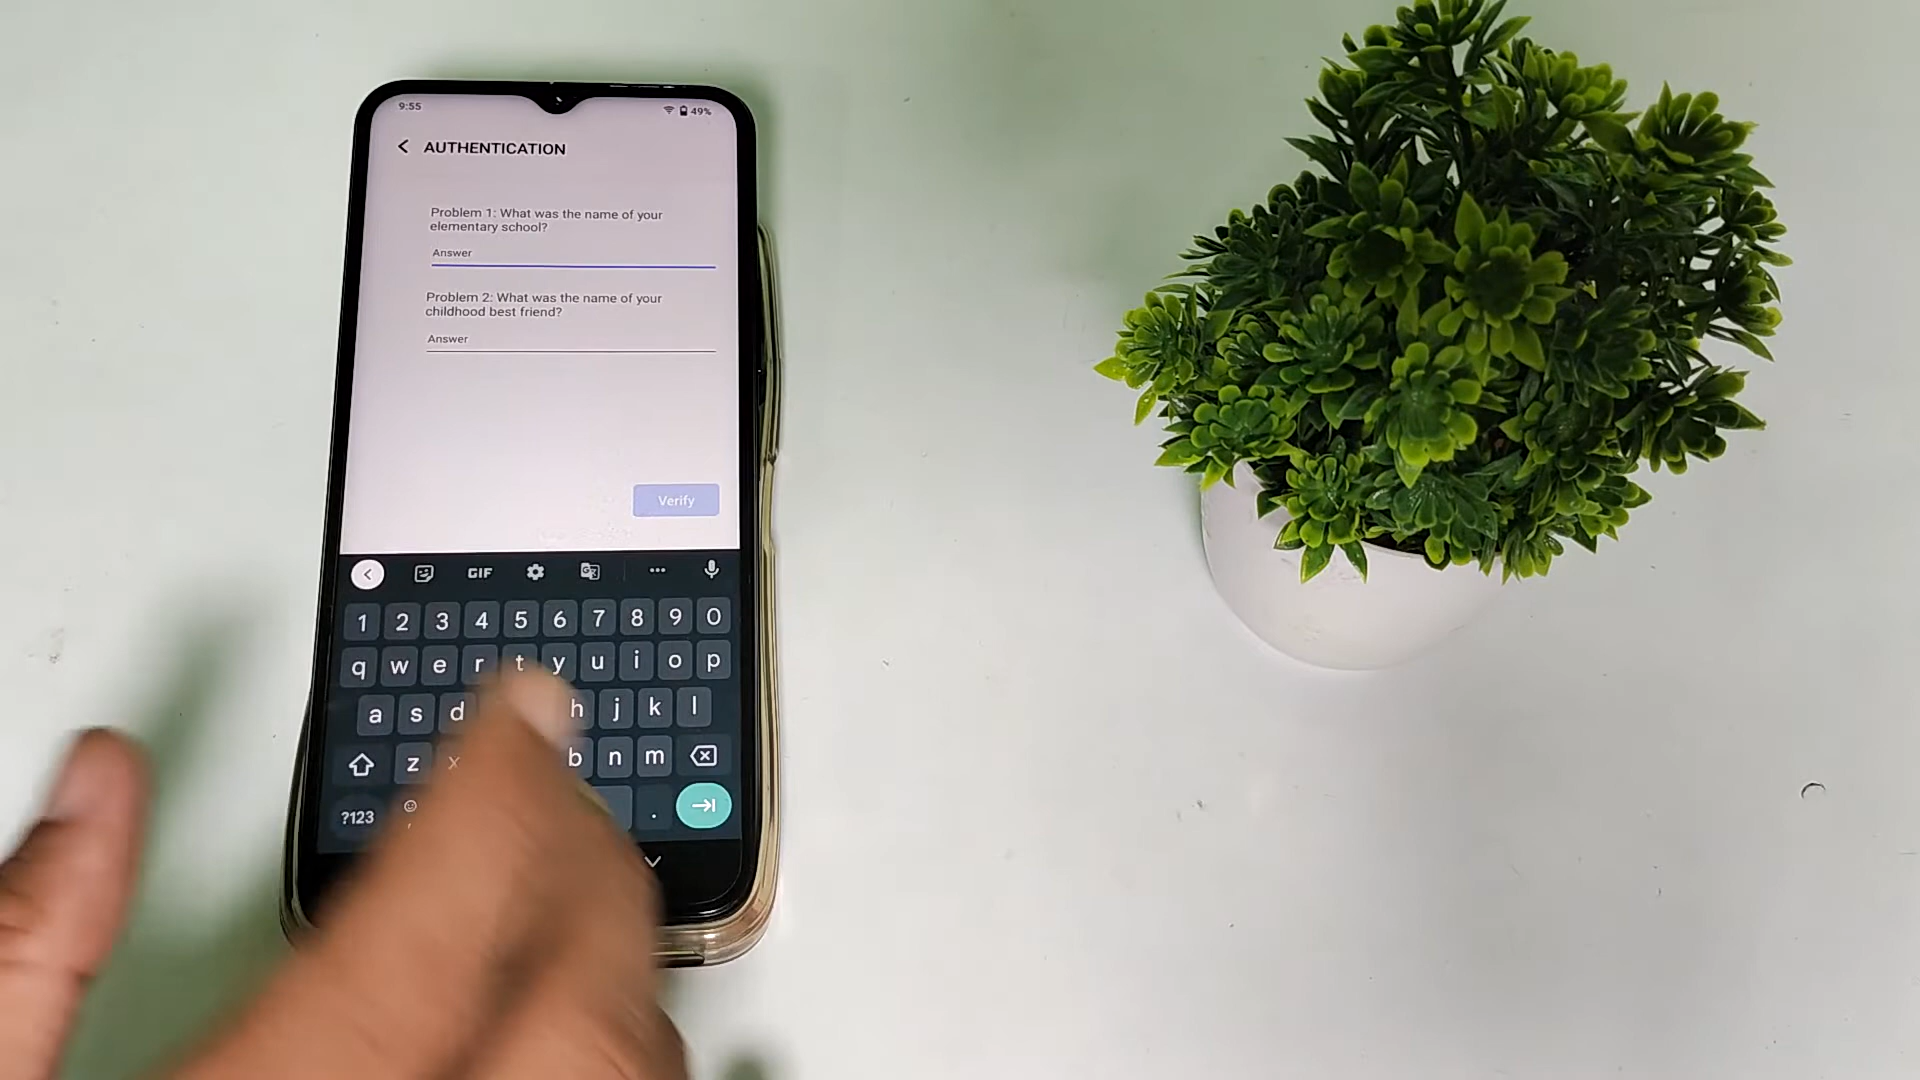 9:55 49%
AUTHENTICATION
Problem 1: What was the name of your
elementary school?
Answer
Problem 2: What was the name of your
childhood best friend?
Answer
Verify
GIF
1 2 3 4 5 6 7 8 9 0
q w e r t y u i o p
a s d h j k l
z x b n m
?123 , .